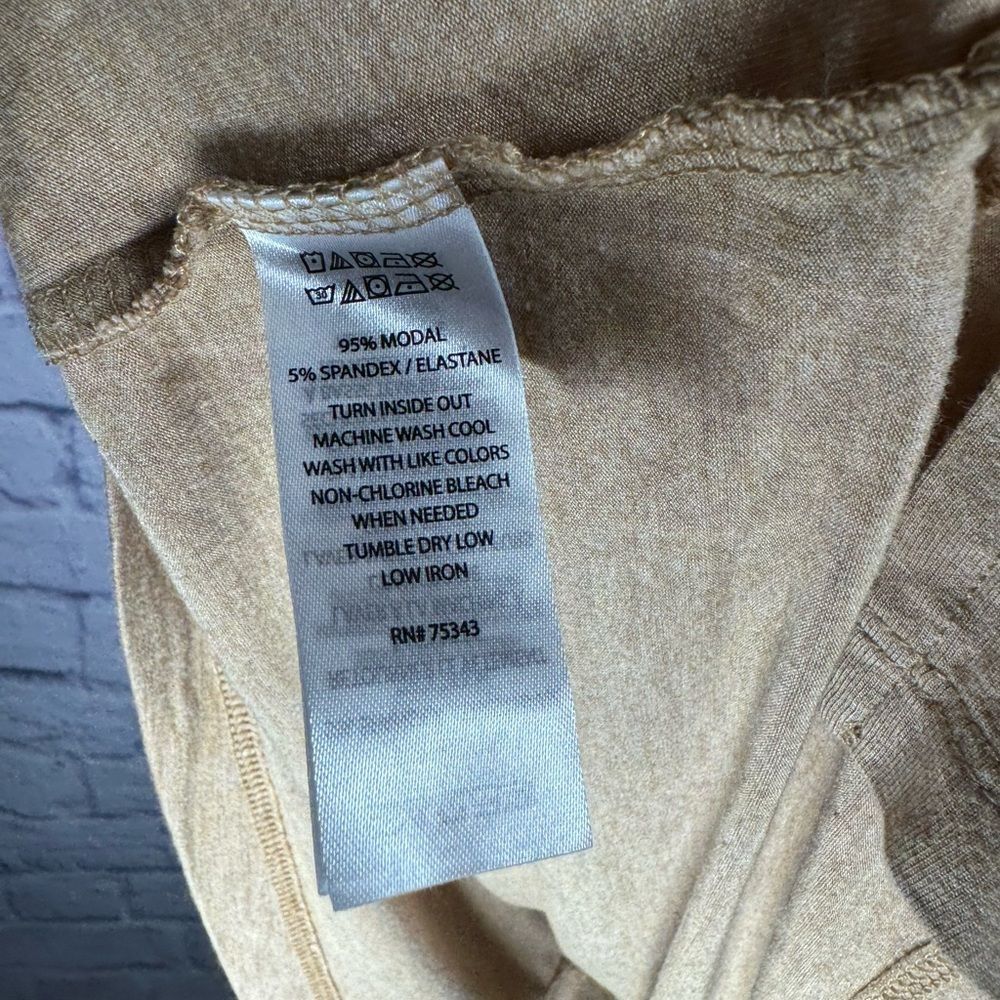 30
95% MODAL
5% SPANDEX / ELASTANE
TURN INSIDE OUT
MACHINE WASH COOL
WASH WITH LIKE COLORS
NON-CHLORINE BLEACH
WHEN NEEDED
TUMBLE DRY LOW
LOW IRON
RN# 75343